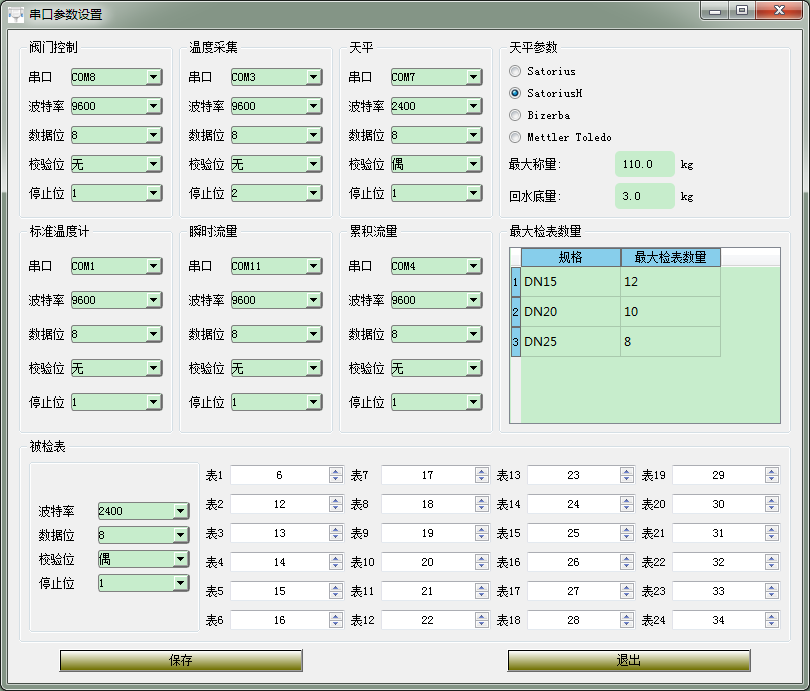 串口参数设置
阀门控制
串口 COM8
波特率 9600
数据位 8
校验位 无
停止位 1
温度采集
串口 COM3
波特率 9600
数据位 8
校验位 无
停止位 2
天平
串口 COM7
波特率 2400
数据位 8
校验位 偶
停止位 1
天平参数
Satorius
SatoriusH
Bizerba
Mettler Toledo
最大称量: 110.0 kg
回水底量: 3.0 kg
标准温度计
串口 COM1
波特率 9600
数据位 8
校验位 无
停止位 1
瞬时流量
串口 COM11
波特率 9600
数据位 8
校验位 无
停止位 1
累积流量
串口 COM4
波特率 9600
数据位 8
校验位 无
停止位 1
最大检表数量
规格 最大检表数量
1 DN15 12
2 DN20 10
3 DN25 8
被检表
波特率 2400
数据位 8
校验位 偶
停止位 1
表1 6 表7 17 表13 23 表19 29
表2 12 表8 18 表14 24 表20 30
表3 13 表9 19 表15 25 表21 31
表4 14 表10 20 表16 26 表22 32
表5 15 表11 21 表17 27 表23 33
表6 16 表12 22 表18 28 表24 34
保存 退出